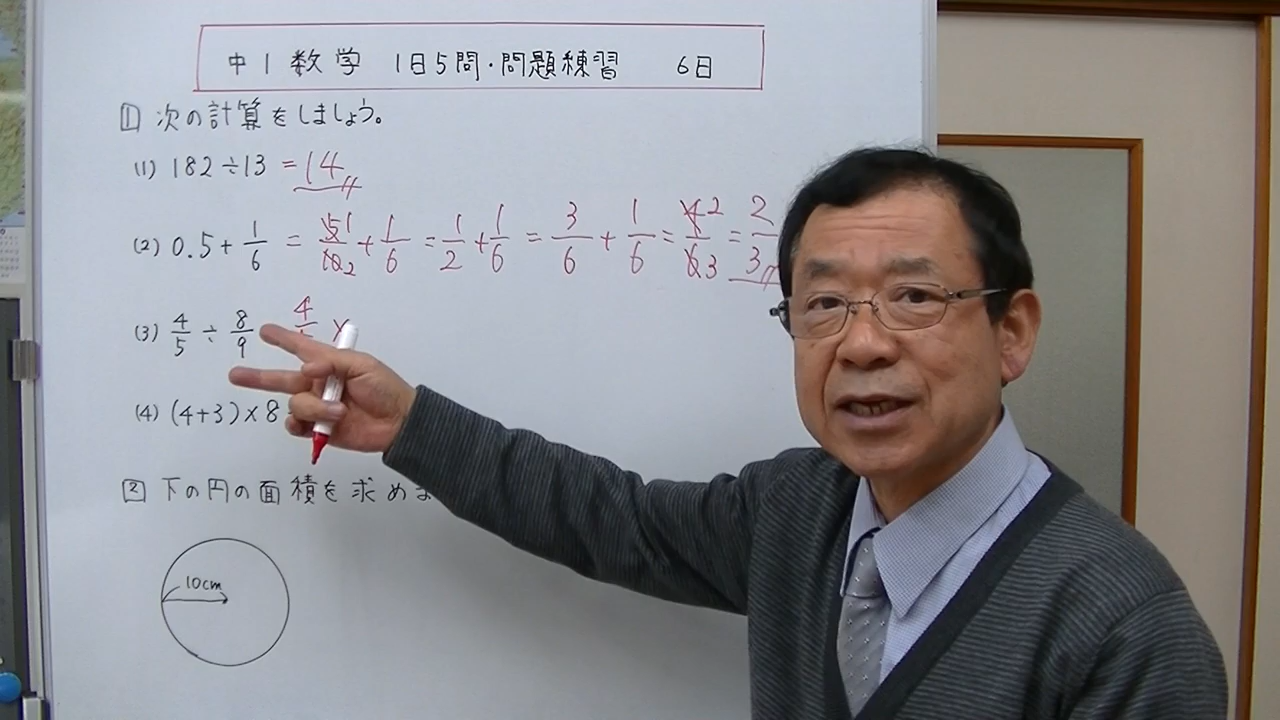 中1数学 1日5問・問題練習 6日
1 次の計算をしましょう。
(1) 182÷13 = 14
(2) 0.5 + 1/6 = 5/10 1/2 + 1/6 = 1/2 + 1/6 = 3/6 + 1/6 = 4/6 2/3 = 2/3
(3) 4/5 ÷ 8/9 4/ ×
(4) (4+3)×8
2 下の円の面積を求め
10cm